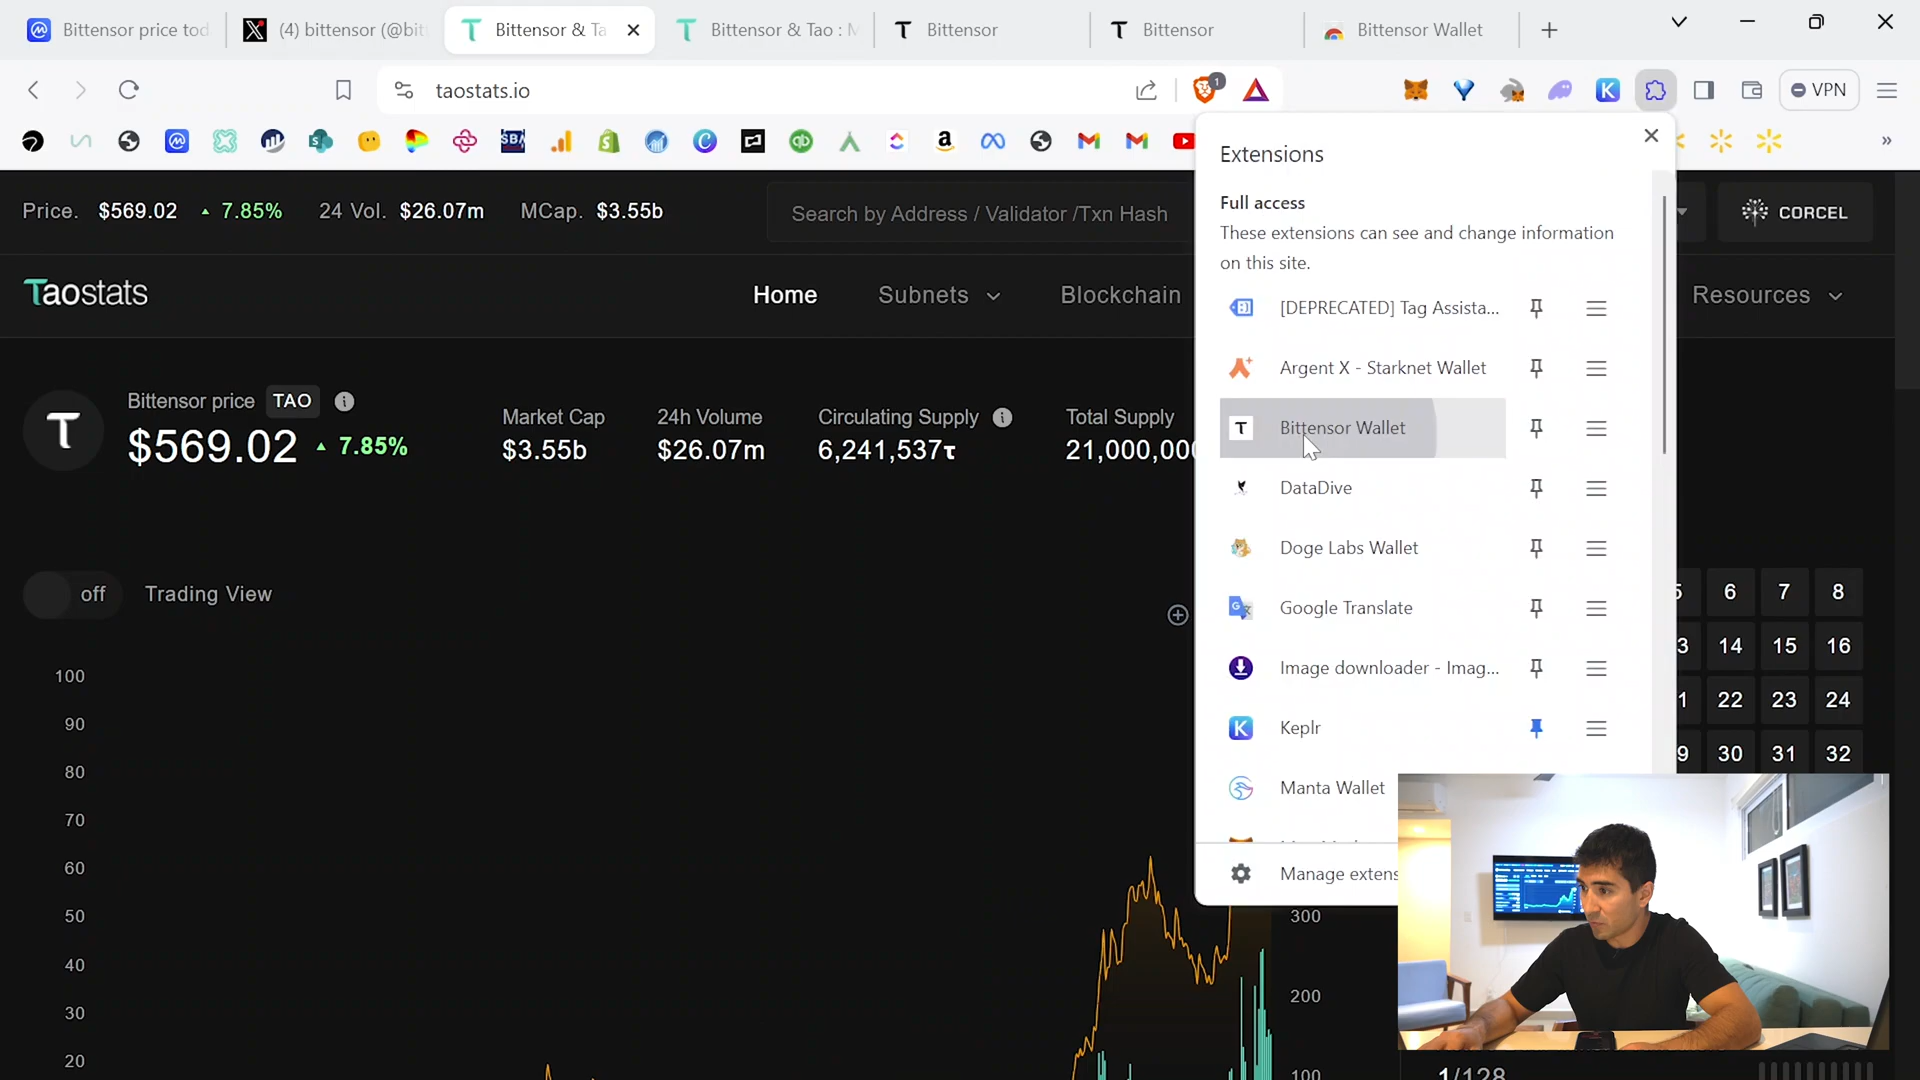 Bittensor price tod
(4) bittensor (@bit
Bittensor & Ta
Bittensor & Tao : M
Bittensor
Bittensor
Bittensor Wallet
taostats.io
1
VPN
SBA
Price. $569.02 7.85% 24 Vol. $26.07m MCap. $3.55b
Search by Address / Validator /Txn Hash
CORCEL
Taostats
Home
Subnets
Blockchain
Resources
Bittensor price TAO
$569.02 7.85%
Market Cap
$3.55b
24h Volume
$26.07m
Circulating Supply
6,241,537τ
Total Supply
21,000,00
off
Trading View
100
90
80
70
60
50
40
30
20
Extensions
Full access
These extensions can see and change information
on this site.
[DEPRECATED] Tag Assista...
Argent X - Starknet Wallet
Bittensor Wallet
DataDive
Doge Labs Wallet
Google Translate
Image downloader - Imag...
Keplr
Manta Wallet
Manage extens
300
200
100
5 6 7 8
3 14 15 16
1 22 23 24
9 30 31 32
1/128